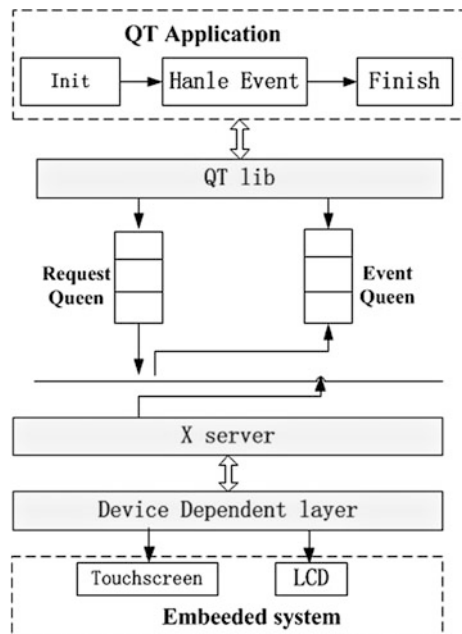 QT Application
Init
Hanle Event
Finish
QT lib
Request
Queen
Event
Queen
X server
Device Dependent layer
Touchscreen
LCD
Embeeded system